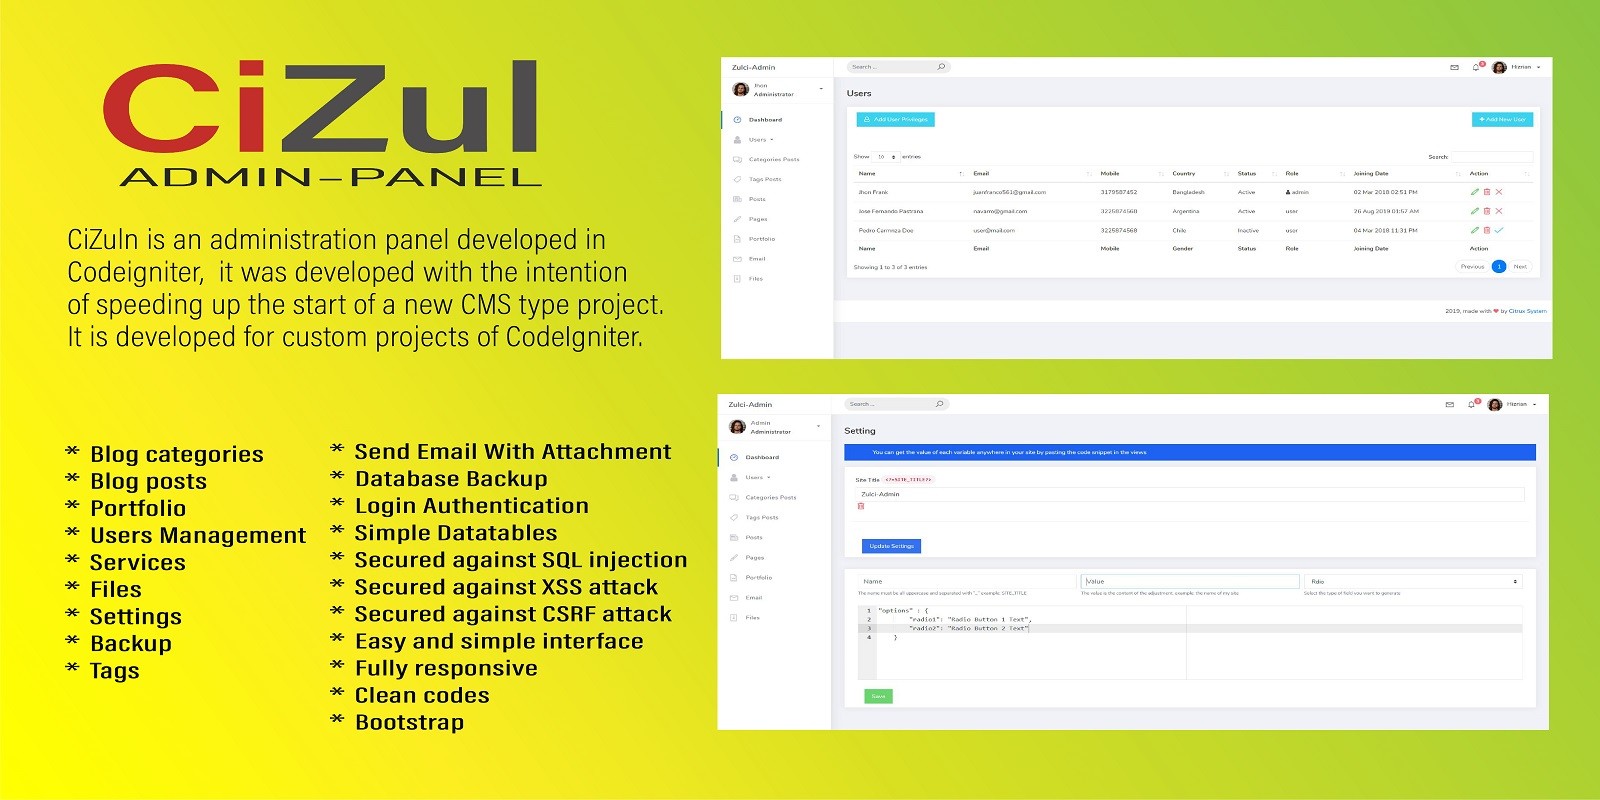 CiZul
ADMIN-PANEL
CiZuln is an administration panel developed in
Codeigniter, it was developed with the intention
of speeding up the start of a new CMS type project.
It is developed for custom projects of CodeIgniter.
* Blog categories
* Blog posts
* Portfolio
* Users Management
* Services
* Files
* Settings
* Backup
* Tags
* Send Email With Attachment
* Database Backup
* Login Authentication
* Simple Datatables
* Secured against SQL injection
* Secured against XSS attack
* Secured against CSRF attack
* Easy and simple interface
* Fully responsive
* Clean codes
* Bootstrap
Zulci-Admin
Search ...
Hizrian
Jhon
Administrator
Dashboard
Users
Categories Posts
Tags Posts
Posts
Pages
Portfolio
Email
Files
Users
Add User Privileges
+ Add New User
Show 10 entries
Search:
Name Email Mobile Country Status Role Joining Date Action
Jhon Frank juanfranco561@gmail.com 3179587452 Bangladesh Active admin 02 Mar 2018 02:51 PM
Jose Fernando Pastrana navarro@gmail.com 3225874568 Argentina Active user 26 Aug 2019 01:57 AM
Pedro Carmnza Doe user@mail.com 3225874569 Chile Inactive user 04 Mar 2018 11:31 PM
Name Email Mobile Gender Status Role Joining Date Action
Showing 1 to 3 of 3 entries
Previous 1 Next
2019, made with ❤ by Citrux System
Zulci-Admin
Search ...
Hizrian
Admin
Administrator
Dashboard
Users
Categories Posts
Tags Posts
Posts
Pages
Portfolio
Email
Files
Setting
You can get the value of each variable anywhere in your site by pasting the code snippet in the views
Site Title <?=SITE_TITLE?>
Zulci-Admin
Update Settings
Name
Value
Rdio
The name must be all uppercase and separated with "_" example: SITE_TITLE
The value is the content of the adjustment, example: the name of my site
Select the type of field you want to generate
1 "options" : {
2 "radio1": "Radio Button 1 Text",
3 "radio2": "Radio Button 2 Text"
4 }
Save